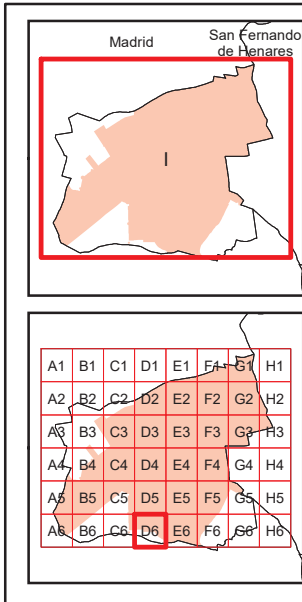 Madrid
San Fernando
de Henares
I
A1 B1 C1 D1 E1 F1 G1 H1
A2 B2 C2 D2 E2 F2 G2 H2
A3 B3 C3 D3 E3 F3 G3 H3
A4 B4 C4 D4 E4 F4 G4 H4
A5 B5 C5 D5 E5 F5 G5 H5
A6 B6 C6 D6 E6 F6 G6 H6